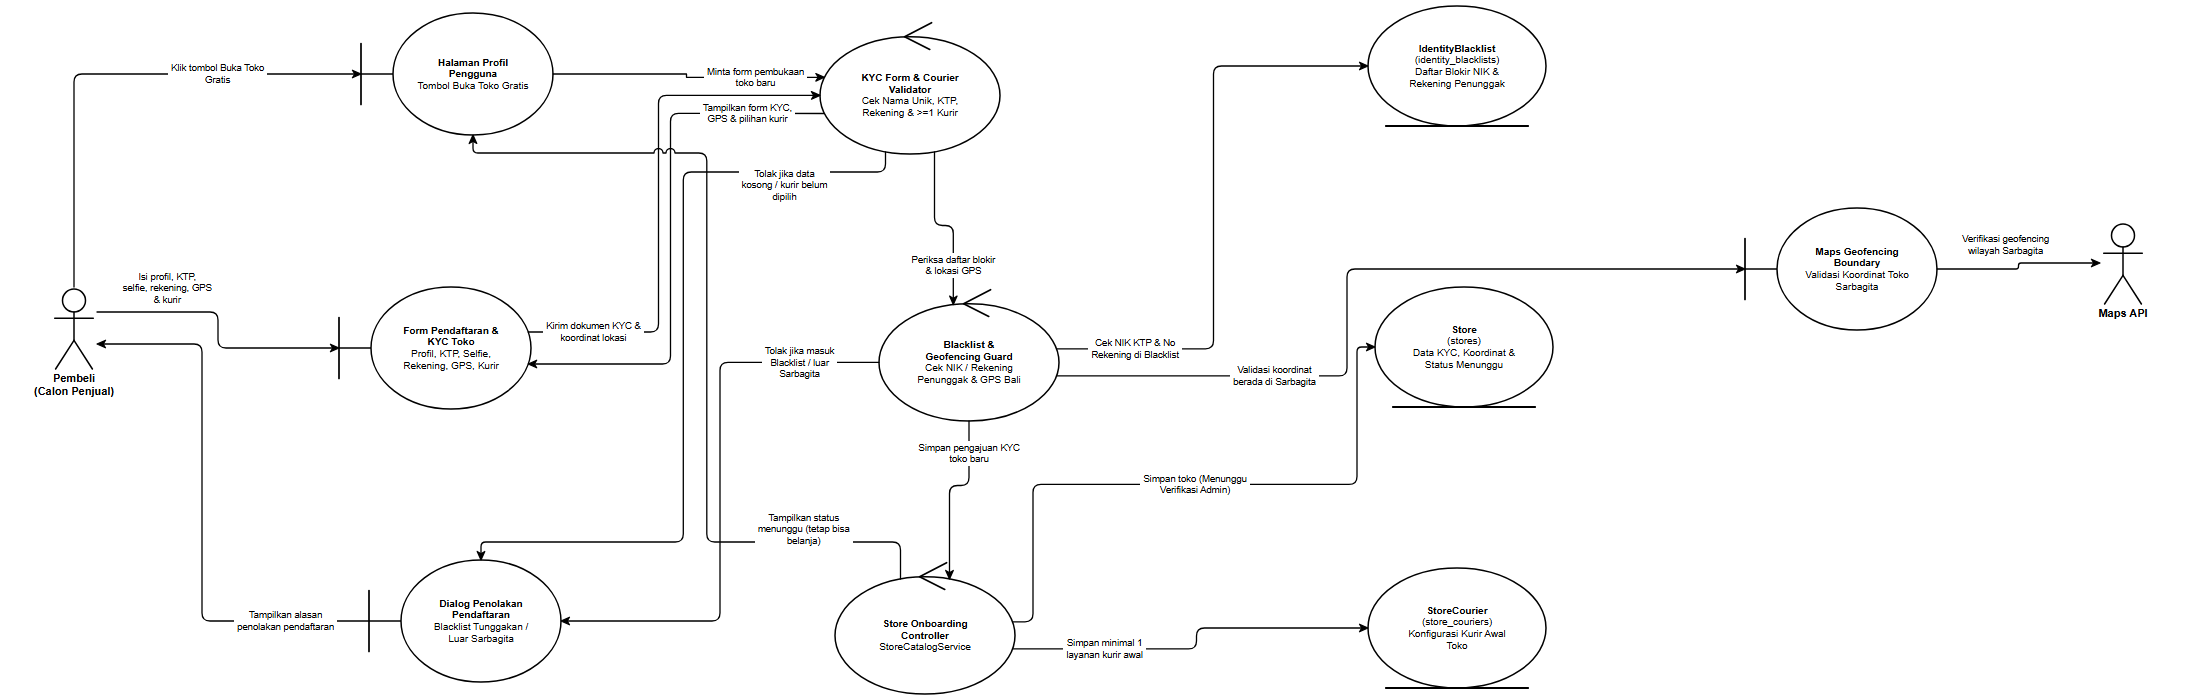 Klik tombol Buka Toko
Gratis
Halaman Profil
Pengguna
Tombol Buka Toko Gratis
Minta form pembukaan
toko baru
Tampilkan form KYC,
GPS & pilihan kurir
KYC Form & Courier
Validator
Cek Nama Unik, KTP,
Rekening & >=1 Kurir
IdentityBlacklist
(identity_blacklists)
Daftar Blokir NIK &
Rekening Penunggak
Tolak jika data
kosong / kurir belum
dipilih
Periksa daftar blokir
& lokasi GPS
Maps Geofencing
Boundary
Validasi Koordinat Toko
Sarbagita
Verifikasi geofencing
wilayah Sarbagita
Maps API
Isi profil, KTP,
selfie, rekening, GPS
& kurir
Pembeli
(Calon Penjual)
Form Pendaftaran &
KYC Toko
Profil, KTP, Selfie,
Rekening, GPS, Kurir
Kirim dokumen KYC &
koordinat lokasi
Tolak jika masuk
Blacklist / luar
Sarbagita
Blacklist &
Geofencing Guard
Cek NIK / Rekening
Penunggak & GPS Bali
Cek NIK KTP & No
Rekening di Blacklist
Validasi koordinat
berada di Sarbagita
Store
(stores)
Data KYC, Koordinat &
Status Menunggu
Simpan pengajuan KYC
toko baru
Simpan toko (Menunggu
Verifikasi Admin)
Tampilkan status
menunggu (tetap bisa
belanja)
Tampilkan alasan
penolakan pendaftaran
Dialog Penolakan
Pendaftaran
Blacklist Tunggakan /
Luar Sarbagita
Store Onboarding
Controller
StoreCatalogService
Simpan minimal 1
layanan kurir awal
StoreCourier
(store_couriers)
Konfigurasi Kurir Awal
Toko